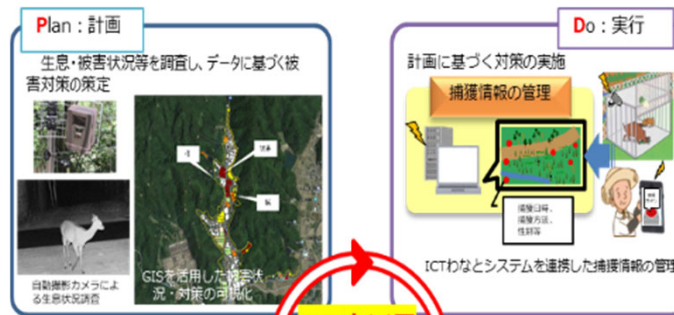 Plan：計画
生息・被害状況等を調査し、データに基づく被
害対策の策定
自動撮影カメラによ
る生息状況調査
GISを活用した被害状
況・対策の可視化
Do：実行
計画に基づく対策の実施
捕獲情報の管理
捕獲日時、
捕獲方法、
性別等
ICTわなとシステムを連携した捕獲情報の管理